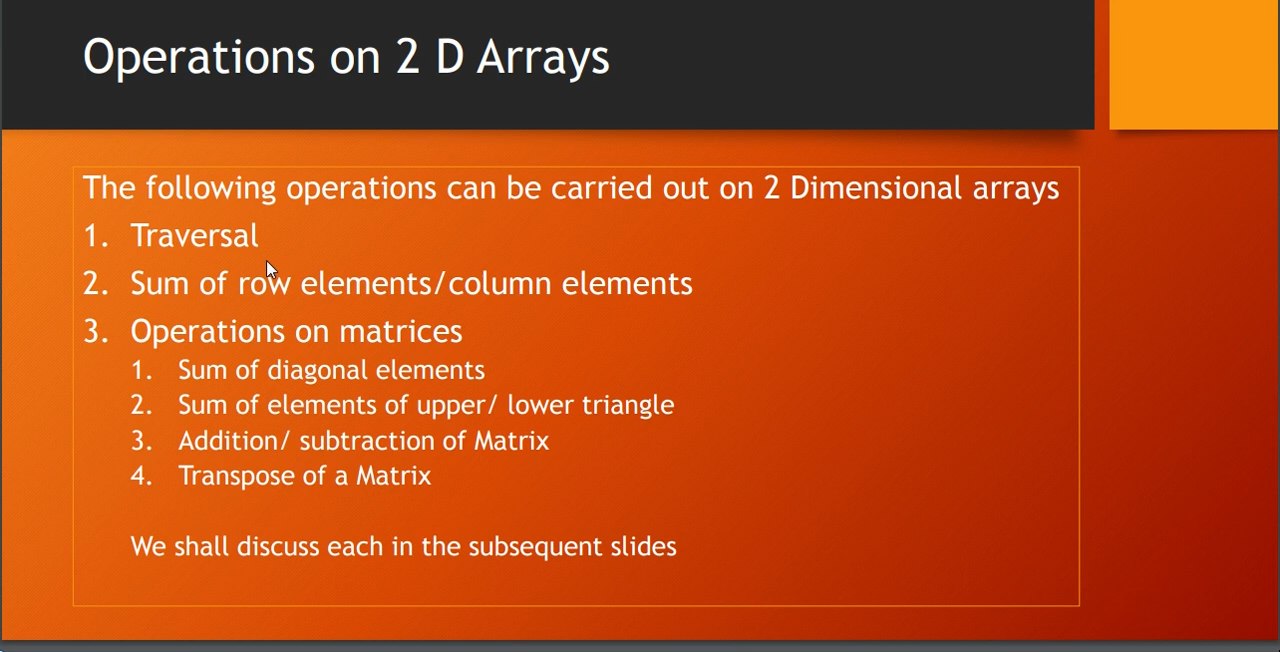 Operations on 2 D Arrays
The following operations can be carried out on 2 Dimensional arrays
1. Traversal
2. Sum of row elements/column elements
3. Operations on matrices
1. Sum of diagonal elements
2. Sum of elements of upper/ lower triangle
3. Addition/ subtraction of Matrix
4. Transpose of a Matrix
We shall discuss each in the subsequent slides